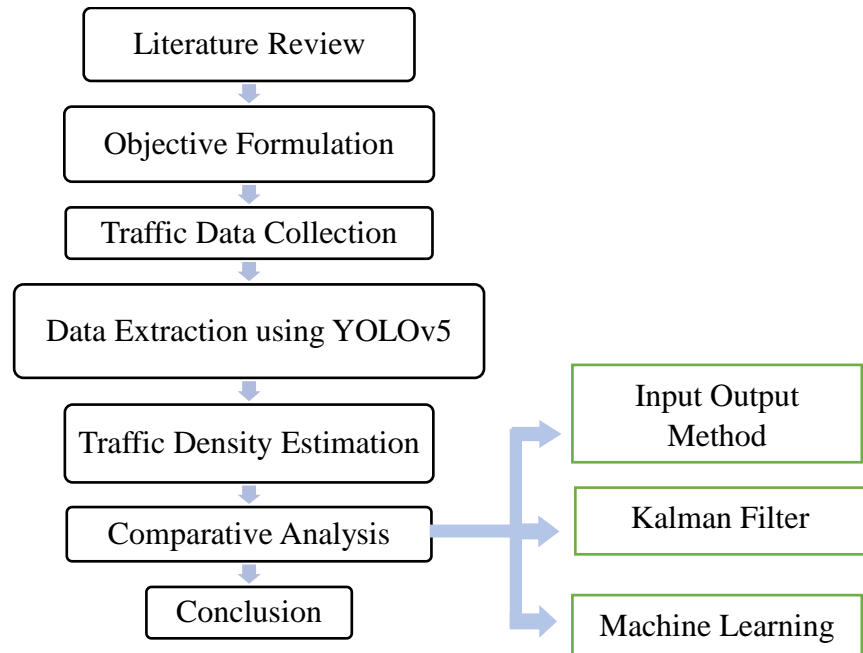 Literature Review
Objective Formulation
Traffic Data Collection
Data Extraction using YOLOv5
Traffic Density Estimation
Comparative Analysis
Conclusion
Input Output
Method
Kalman Filter
Machine Learning